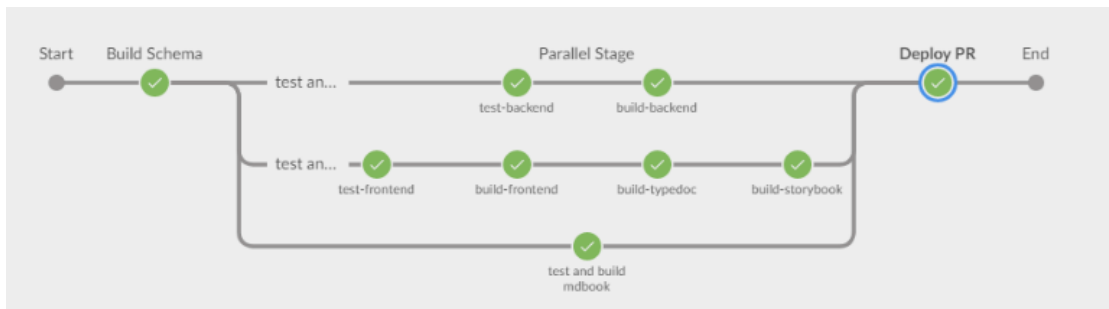 Start
Build Schema
Parallel Stage
Deploy PR
End
test an...
test-backend
build-backend
test an...
test-frontend
build-frontend
build-typedoc
build-storybook
test and build
mdbook